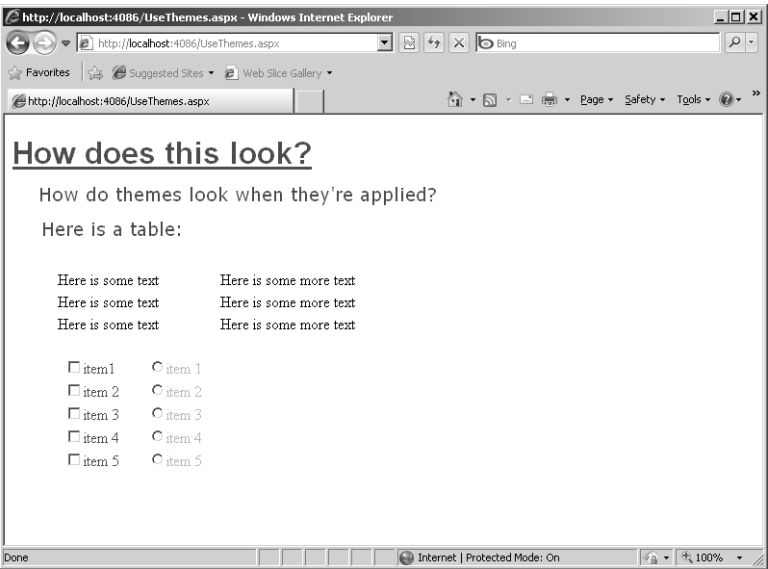 http://localhost:4086/UseThemes.aspx - Windows Internet Explorer
http://localhost:4086/UseThemes.aspx Bing
Favorites Suggested Sites Web Slice Gallery
http://localhost:4086/UseThemes.aspx Page Safety Tools »
How does this look?
How do themes look when they're applied?
Here is a table:
Here is some text Here is some more text
Here is some text Here is some more text
Here is some text Here is some more text
item1 item 1
item 2 item 2
item 3 item 3
item 4 item 4
item 5 item 5
Done Internet | Protected Mode: On 100%